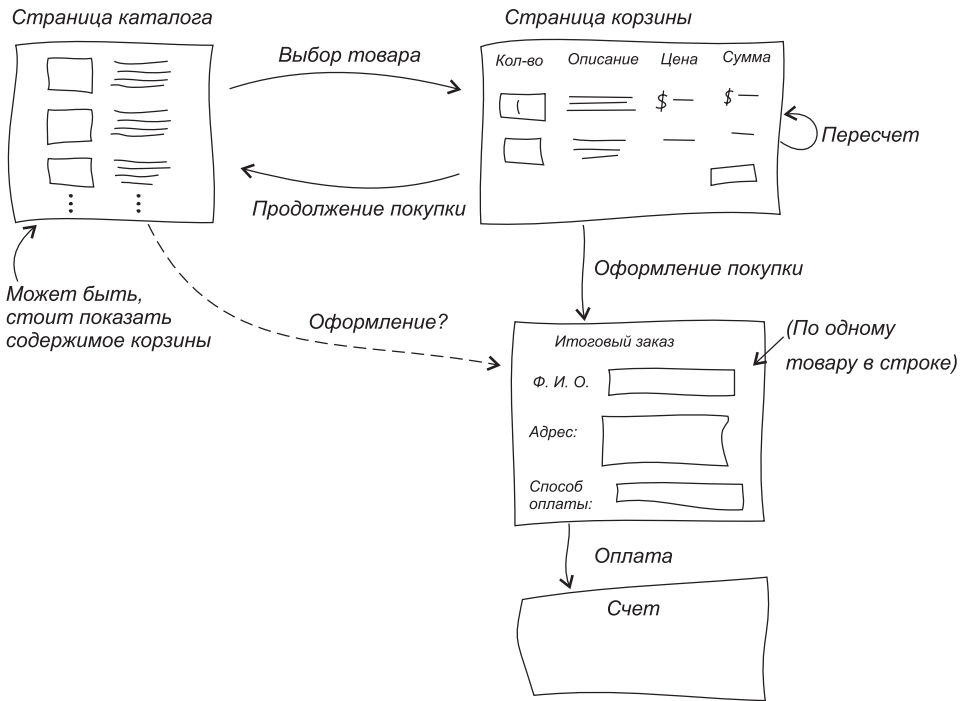 Страница каталога
Страница корзины
Выбор товара
Кол-во Описание Цена Сумма
$ $
Пересчет
Продолжение покупки
Оформление покупки
Может быть,
стоит показать
содержимое корзины
Оформление?
(По одному
товару в строке)
Итоговый заказ
Ф. И. О.
Адрес:
Способ
оплаты:
Оплата
Счет